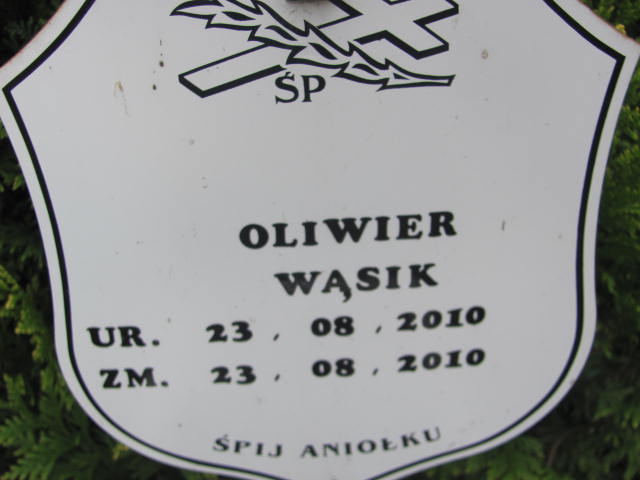 ŚP
OLIWIER
WĄSIK
UR. 23 . 08 . 2010
ZM. 23 . 08 . 2010
ŚPIJ ANIOŁKU